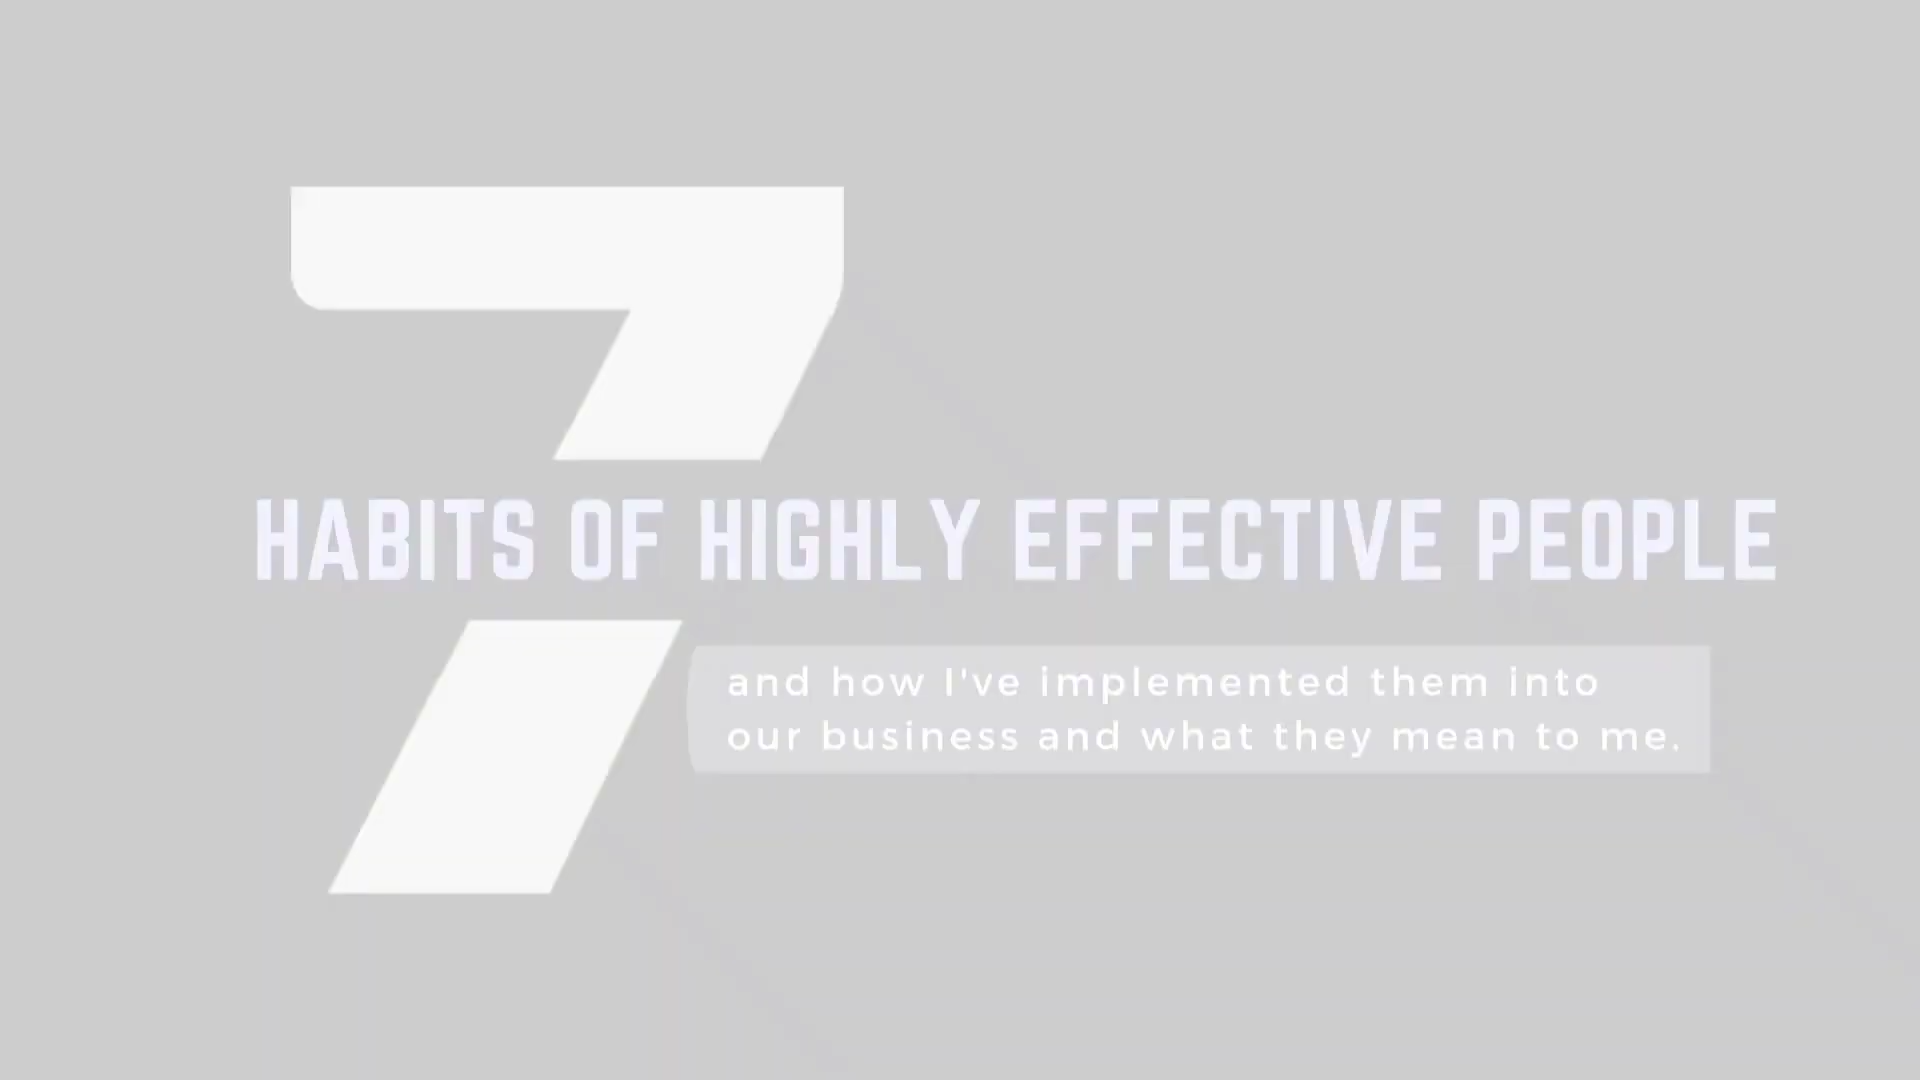 7
HABITS OF HIGHLY EFFECTIVE PEOPLE
and how I've implemented them into
our business and what they mean to me.